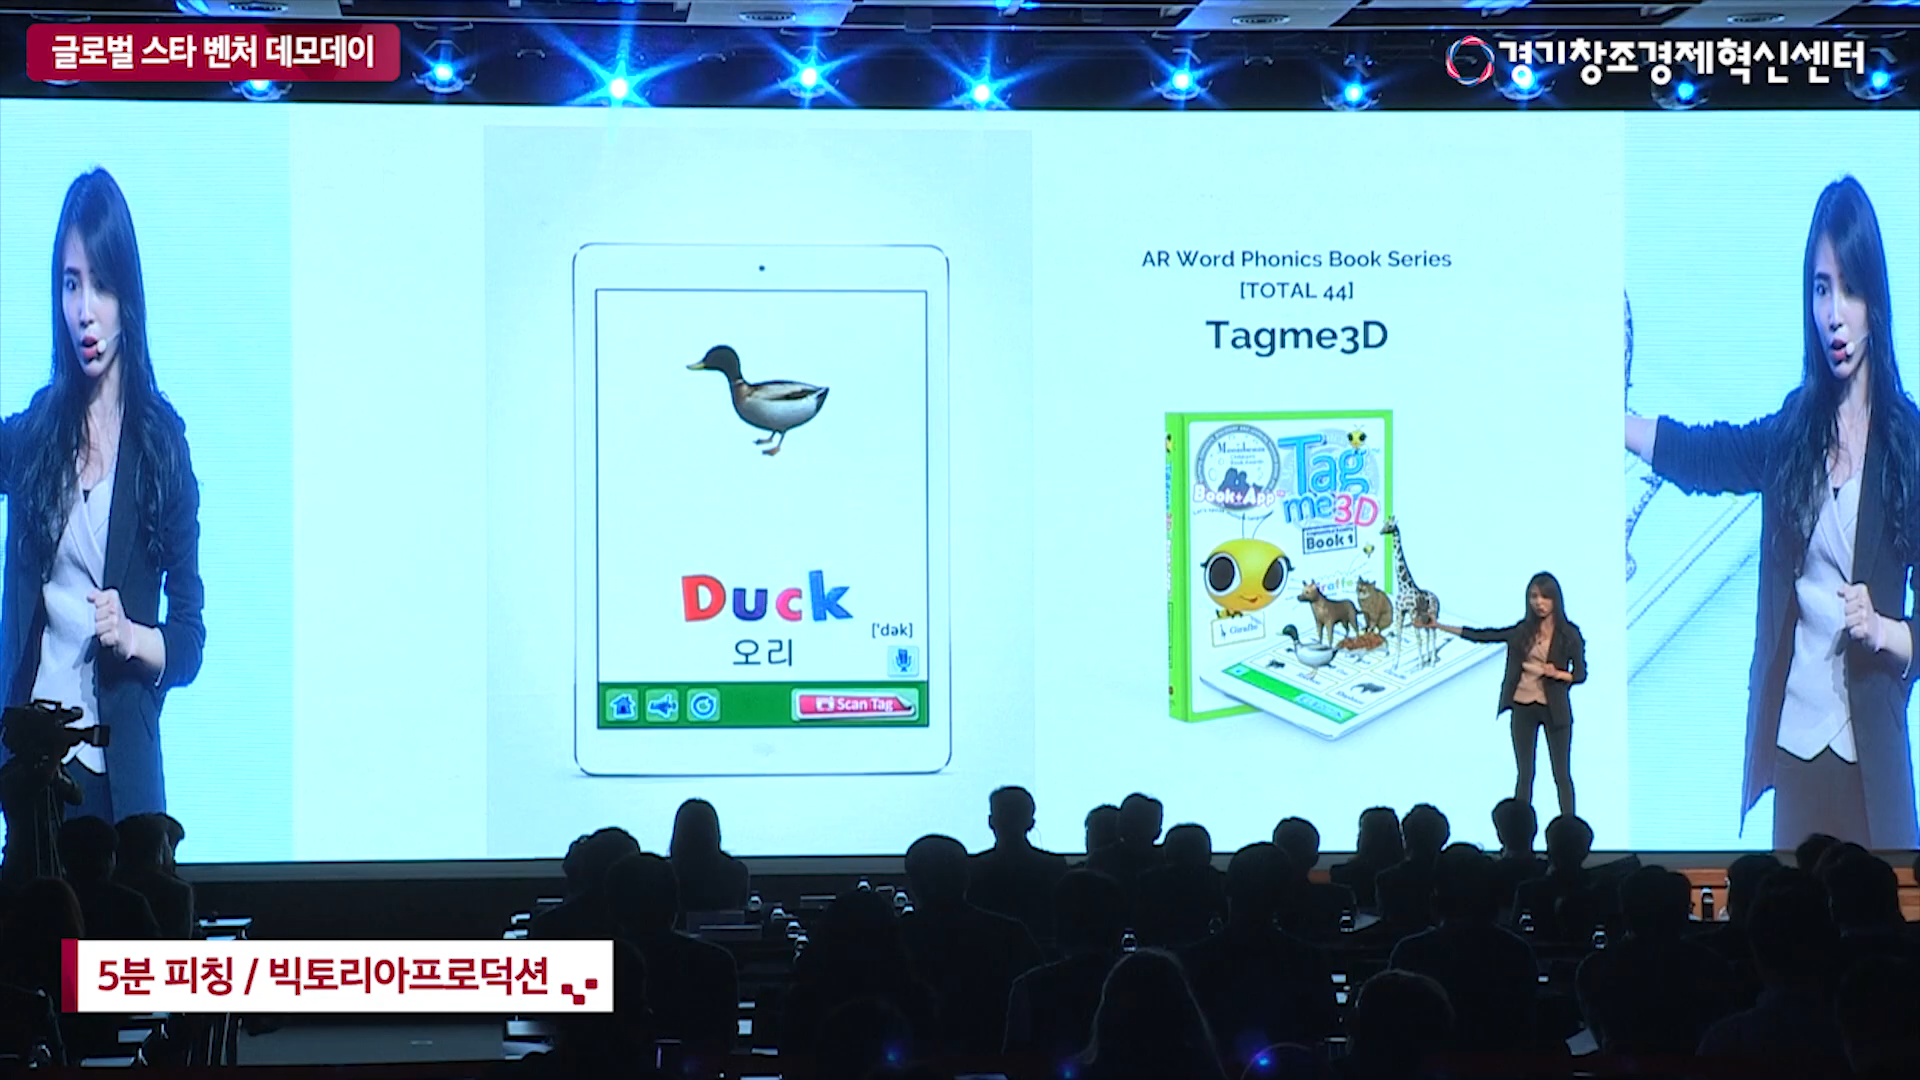 글로벌 스타 벤처 데모데이
경기창조경제혁신센터
AR Word Phonics Book Series
[TOTAL 44]
Tagme3D
Duck
오리
['dək]
Scan Tag
Book+App
Tag
me3D
Book 1
Giraffe
5분 피칭 / 빅토리아프로덕션